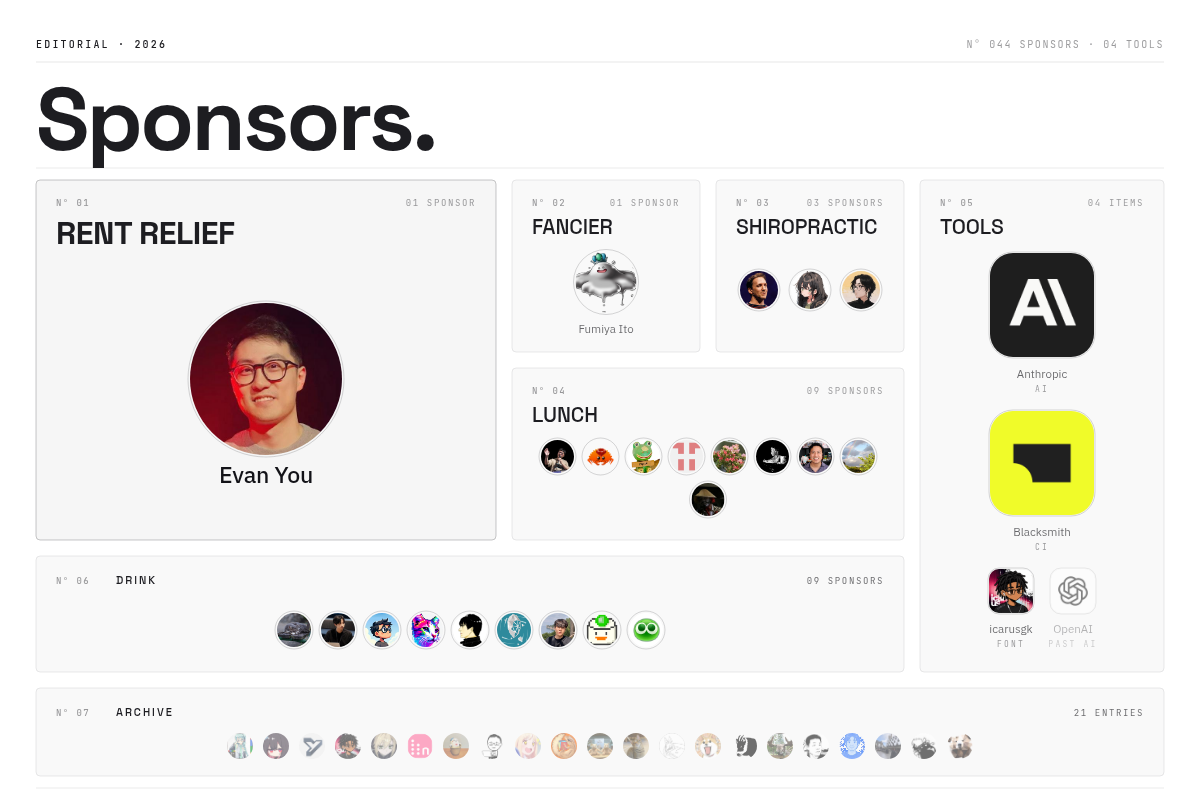 EDITORIAL · 2026
N° 044 SPONSORS · 04 TOOLS
Sponsors.
N° 01
01 SPONSOR
RENT RELIEF
Evan You
N° 02
01 SPONSOR
FANCIER
Fumiya Ito
N° 03
03 SPONSORS
SHIROPRACTIC
N° 04
09 SPONSORS
LUNCH
N° 05
04 ITEMS
TOOLS
Anthropic
AI
Blacksmith
CI
icarusgk
FONT
OpenAI
PAST AI
N° 06
DRINK
09 SPONSORS
N° 07
ARCHIVE
21 ENTRIES